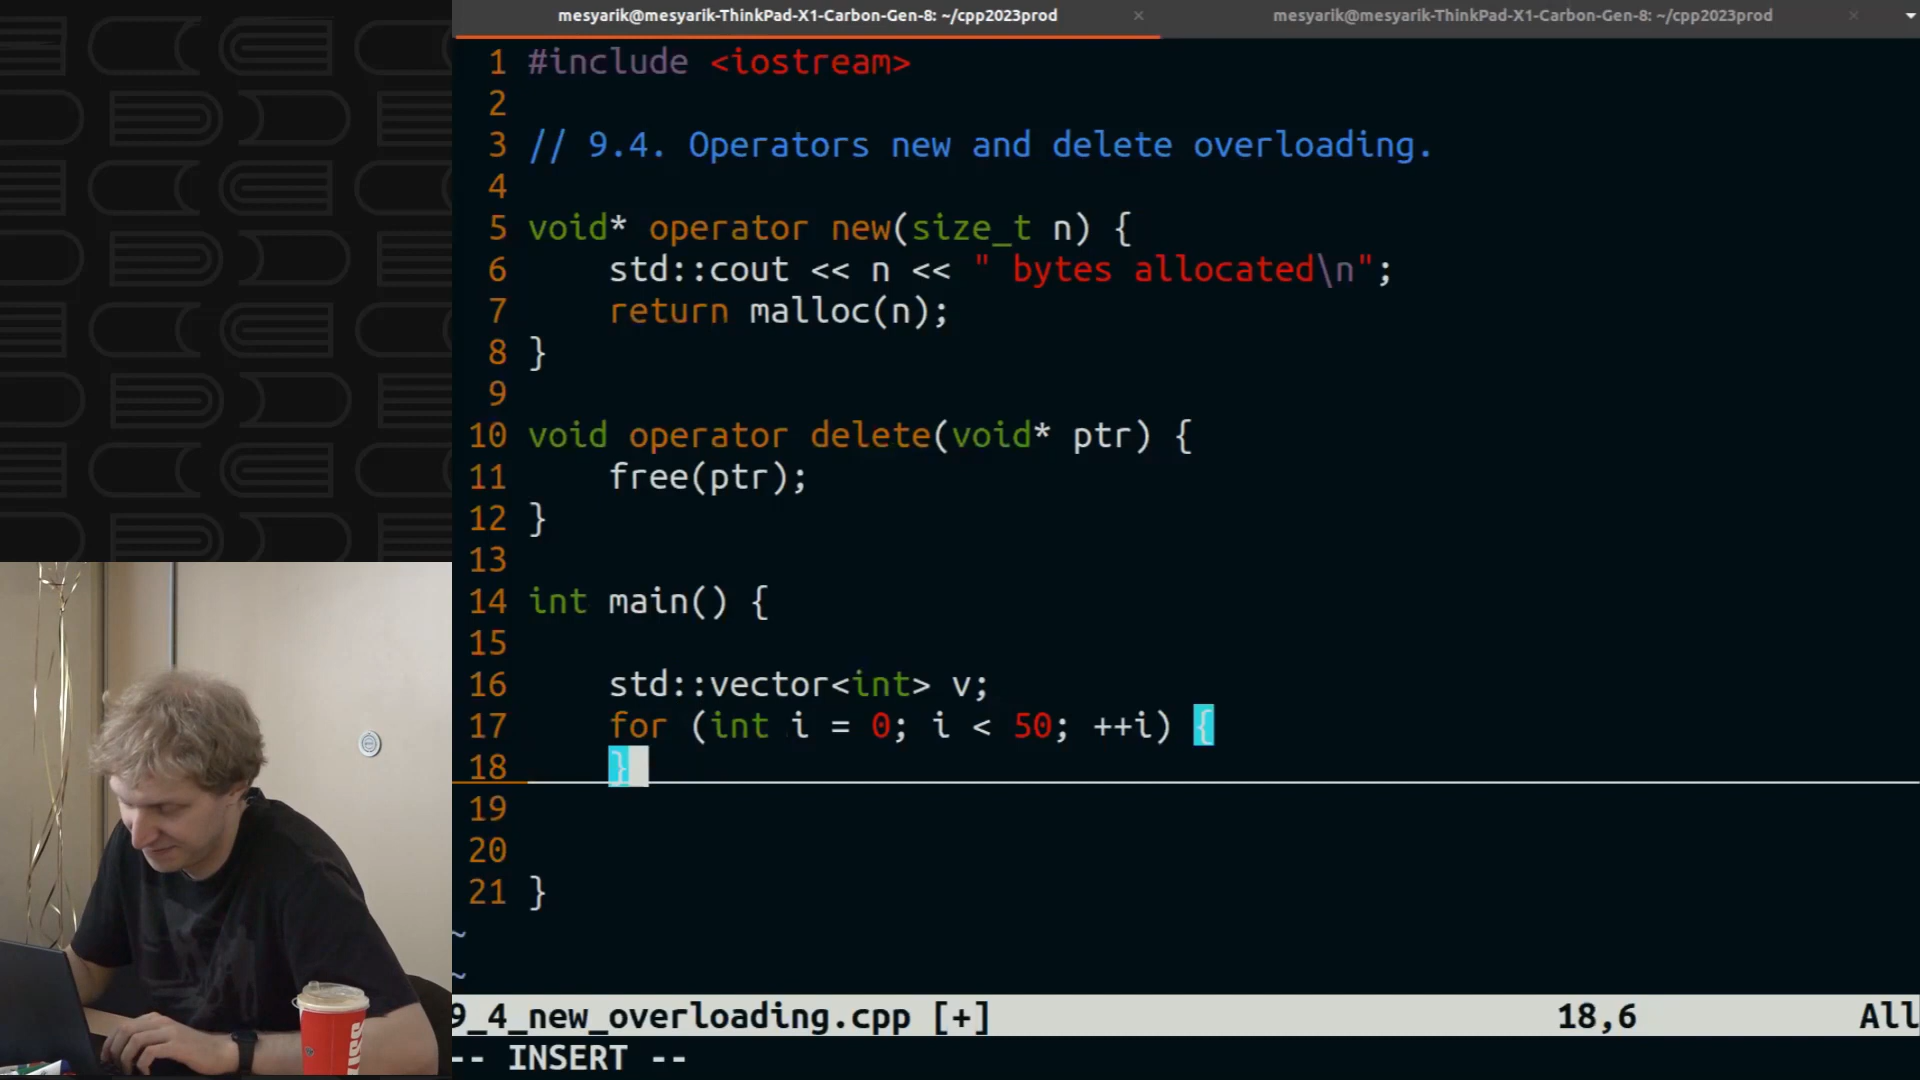 mesyarik@mesyarik-ThinkPad-X1-Carbon-Gen-8: ~/cpp2023prod × mesyarik@mesyarik-ThinkPad-X1-Carbon-Gen-8: ~/cpp2023prod ×
1 #include <iostream>
2
3 // 9.4. Operators new and delete overloading.
4
5 void* operator new(size_t n) {
6     std::cout << n << " bytes allocated\n";
7     return malloc(n);
8 }
9
10 void operator delete(void* ptr) {
11     free(ptr);
12 }
13
14 int main() {
15
16     std::vector<int> v;
17     for (int i = 0; i < 50; ++i) {
18     }
19
20
21 }
~
~
9_4_new_overloading.cpp [+] 18,6 All
-- INSERT --